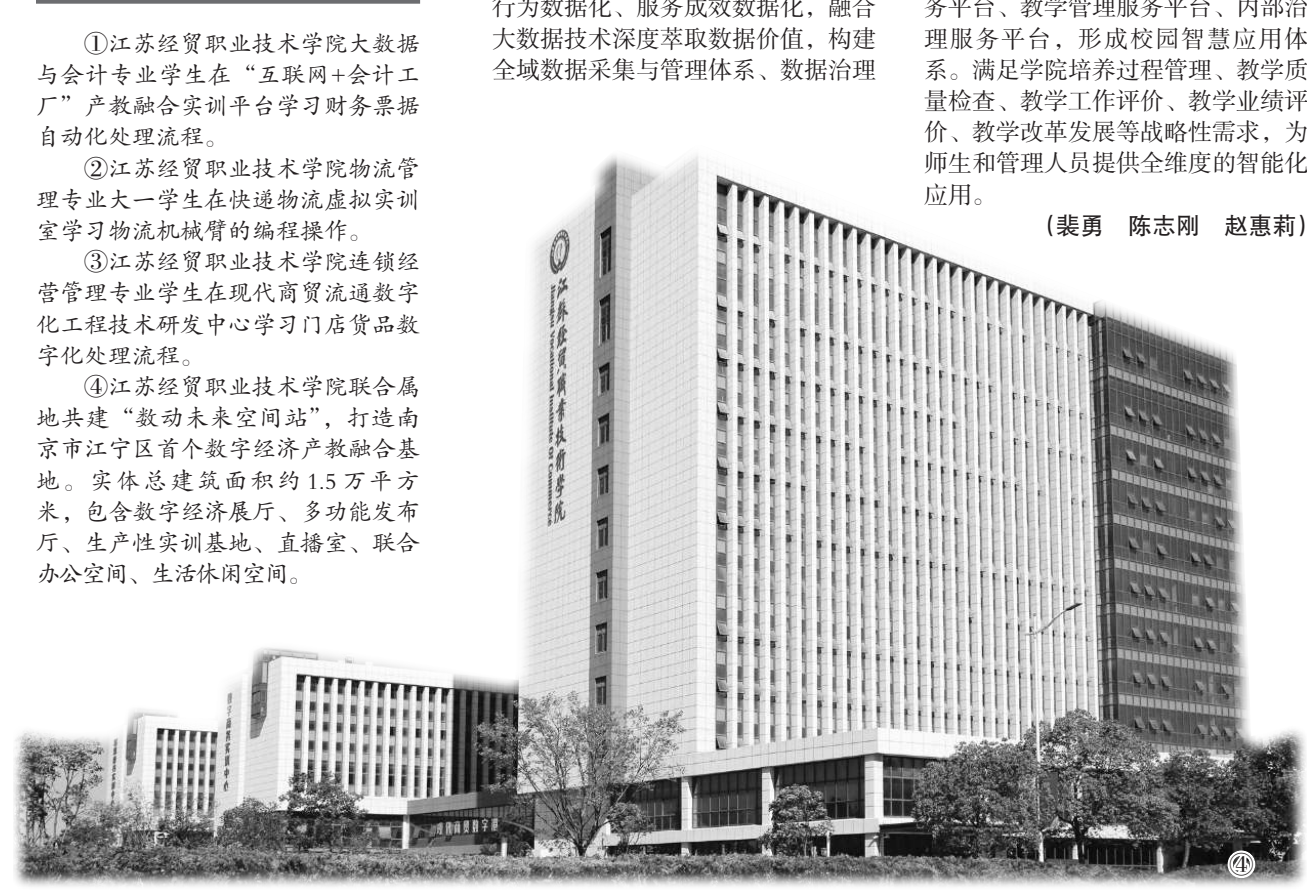 ①江苏经贸职业技术学院大数据
与会计专业学生在“互联网+会计工
厂”产教融合实训平台学习财务票据
自动化处理流程。
②江苏经贸职业技术学院物流管
理专业大一学生在快递物流虚拟实训
室学习物流机械臂的编程操作。
③江苏经贸职业技术学院连锁经
营管理专业学生在现代商贸流通数字
化工程技术研发中心学习门店货品数
字化处理流程。
④江苏经贸职业技术学院联合属
地共建“数动未来空间站”，打造南
京市江宁区首个数字经济产教融合基
地。实体总建筑面积约1.5万平方
米，包含数字经济展厅、多功能发布
厅、生产性实训基地、直播室、联合
办公空间、生活休闲空间。
行为数据化、服务成效数据化，融合
大数据技术深度萃取数据价值，构建
全域数据采集与管理体系、数据治理
务平台、教学管理服务平台、内部治
理服务平台，形成校园智慧应用体
系。满足学院培养过程管理、教学质
量检查、教学工作评价、教学业绩评
价、教学改革发展等战略性需求，为
师生和管理人员提供全维度的智能化
应用。
(裴勇 陈志刚 赵惠莉)
江苏经贸職業技術学院
Jiangsu Vocational Institute of Commerce
④